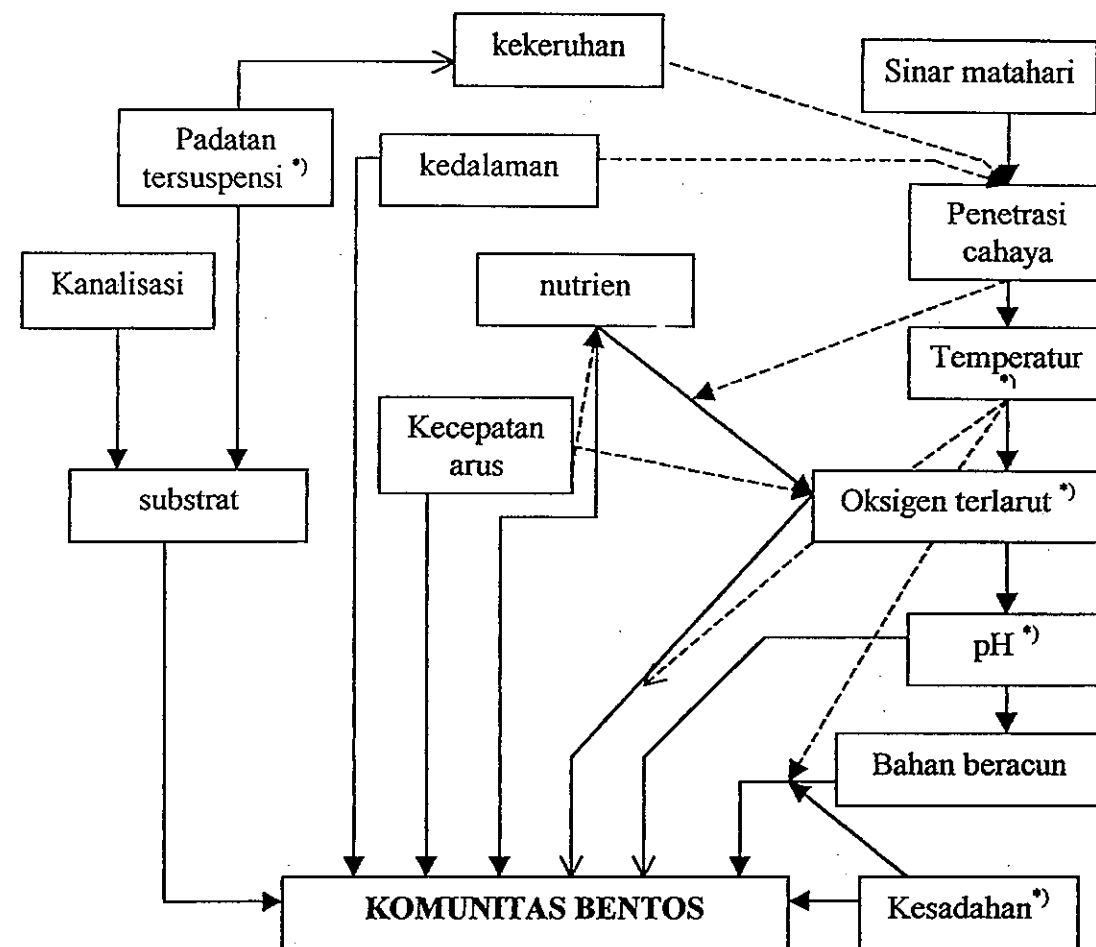 kekeruhan
Sinar matahari
Padatan
tersuspensi *)
kedalaman
Penetrasi
cahaya
Kanalisasi
nutrien
Temperatur
*)
Kecepatan
arus
substrat
Oksigen terlarut *)
pH *)
Bahan beracun
KOMUNITAS BENTOS
Kesadahan*)